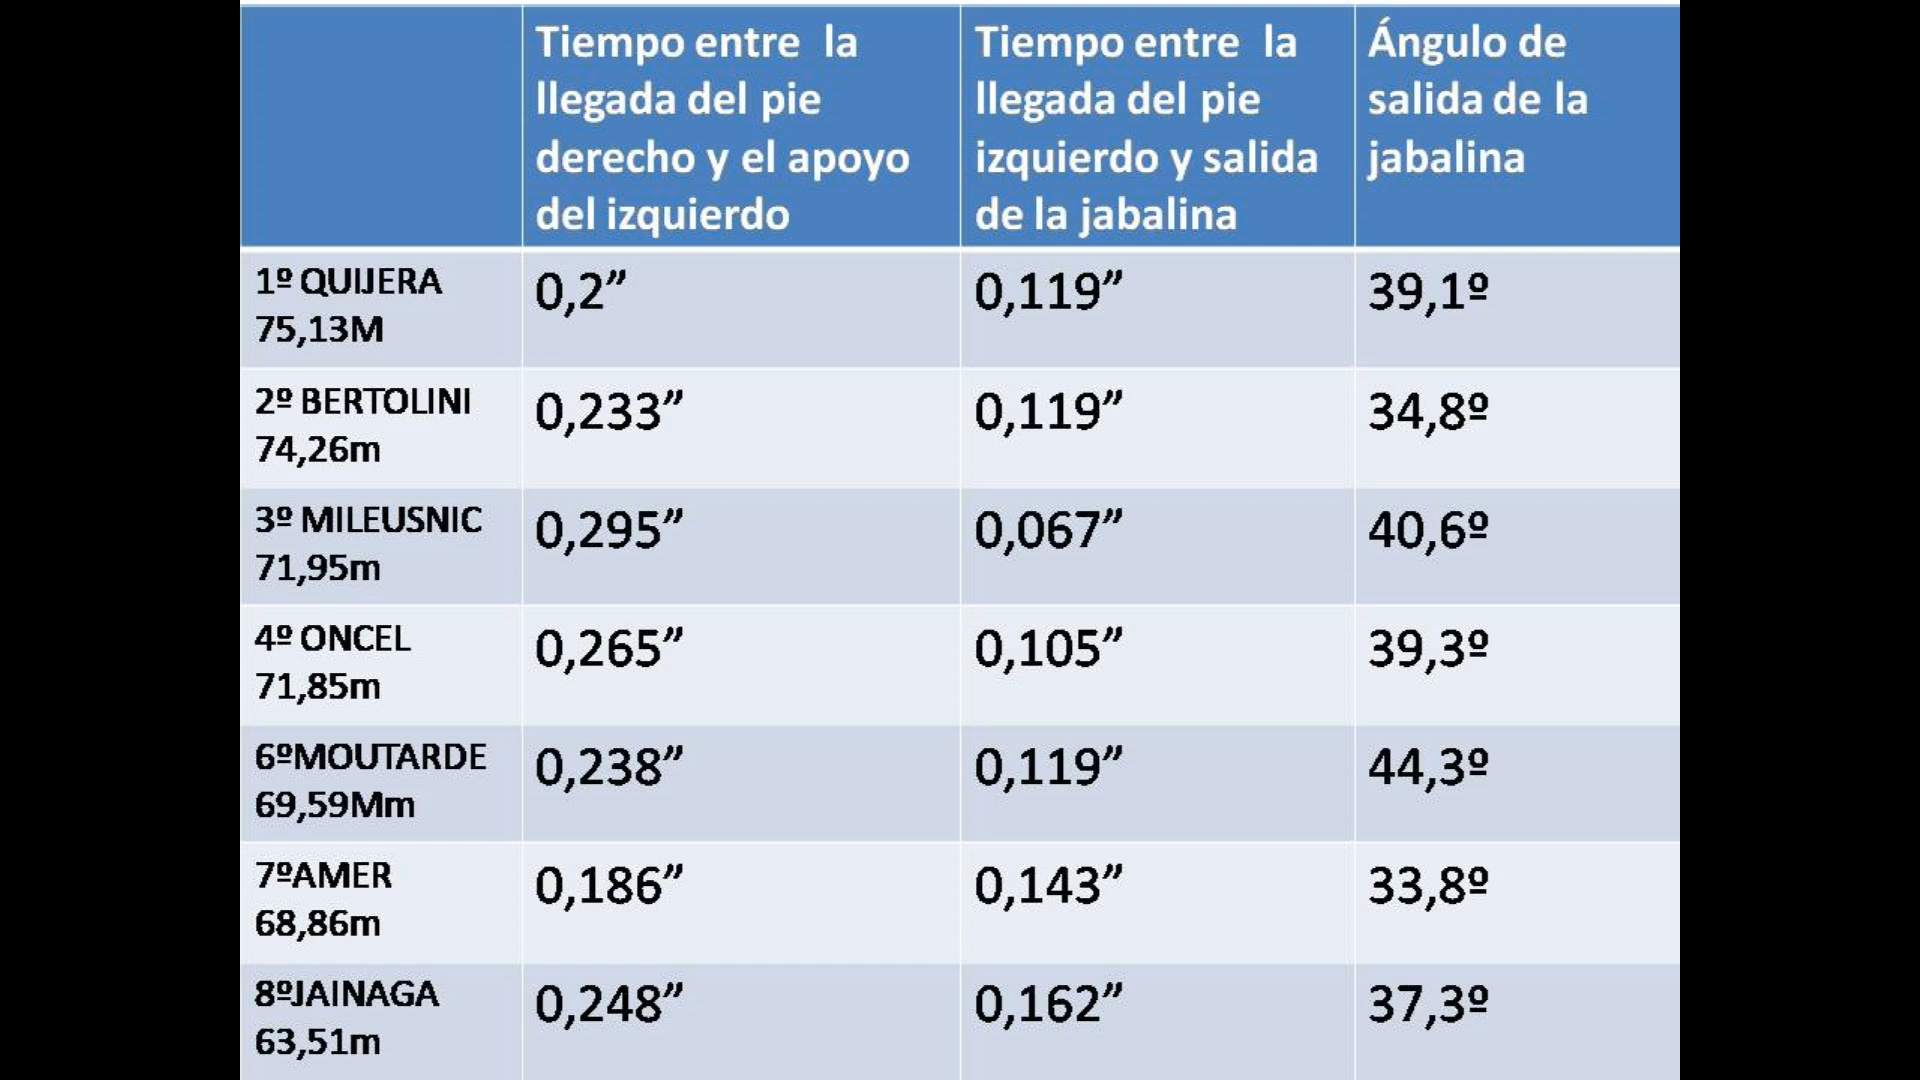 Tiempo entre la
llegada del pie
derecho y el apoyo
del izquierdo
Tiempo entre la
llegada del pie
izquierdo y salida
de la jabalina
Ángulo de
salida de la
jabalina
1º QUIJERA
75,13M
0,2”
0,119”
39,1º
2º BERTOLINI
74,26m
0,233”
0,119”
34,8º
3º MILEUSNIC
71,95m
0,295”
0,067”
40,6º
4º ONCEL
71,85m
0,265”
0,105”
39,3º
6ºMOUTARDE
69,59Mm
0,238”
0,119”
44,3º
7ºAMER
68,86m
0,186”
0,143”
33,8º
8ºJAINAGA
63,51m
0,248”
0,162”
37,3º